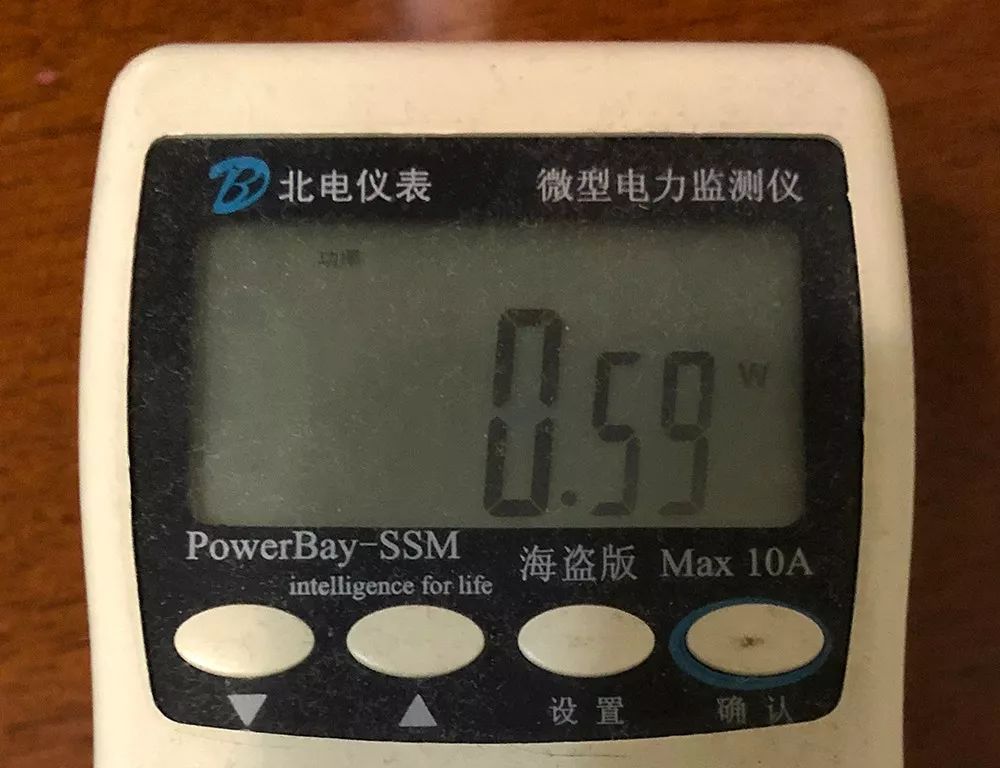 北电仪表 微型电力监测仪
功率
0.59 W
PowerBay-SSM 海盗版 Max 10A
intelligence for life
▼ ▲ 设置 确认